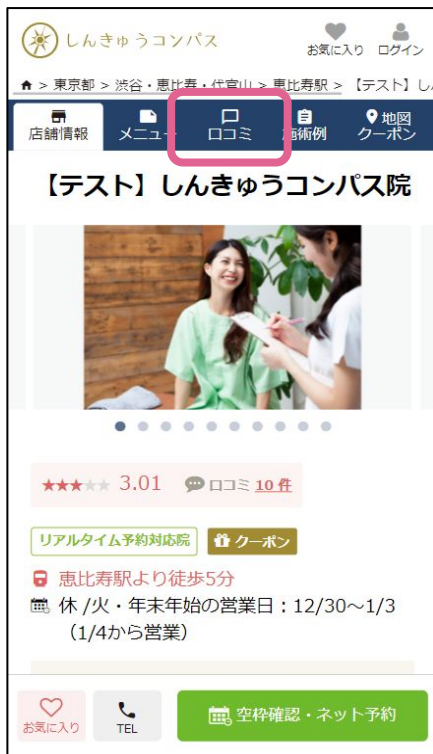 しんきゅうコンパス
お気に入り ログイン
> 東京都 > 渋谷・恵比寿・代官山 > 恵比寿駅 > 【テスト】し
店舗情報 メニュー 口コミ 施術例 地図
クーポン
【テスト】しんきゅうコンパス院
★★★★★ 3.01 口コミ 10 件
リアルタイム予約対応院 クーポン
恵比寿駅より徒歩5分
休 /火・年末年始の営業日：12/30～1/3
（1/4から営業）
お気に入り TEL 空枠確認・ネット予約